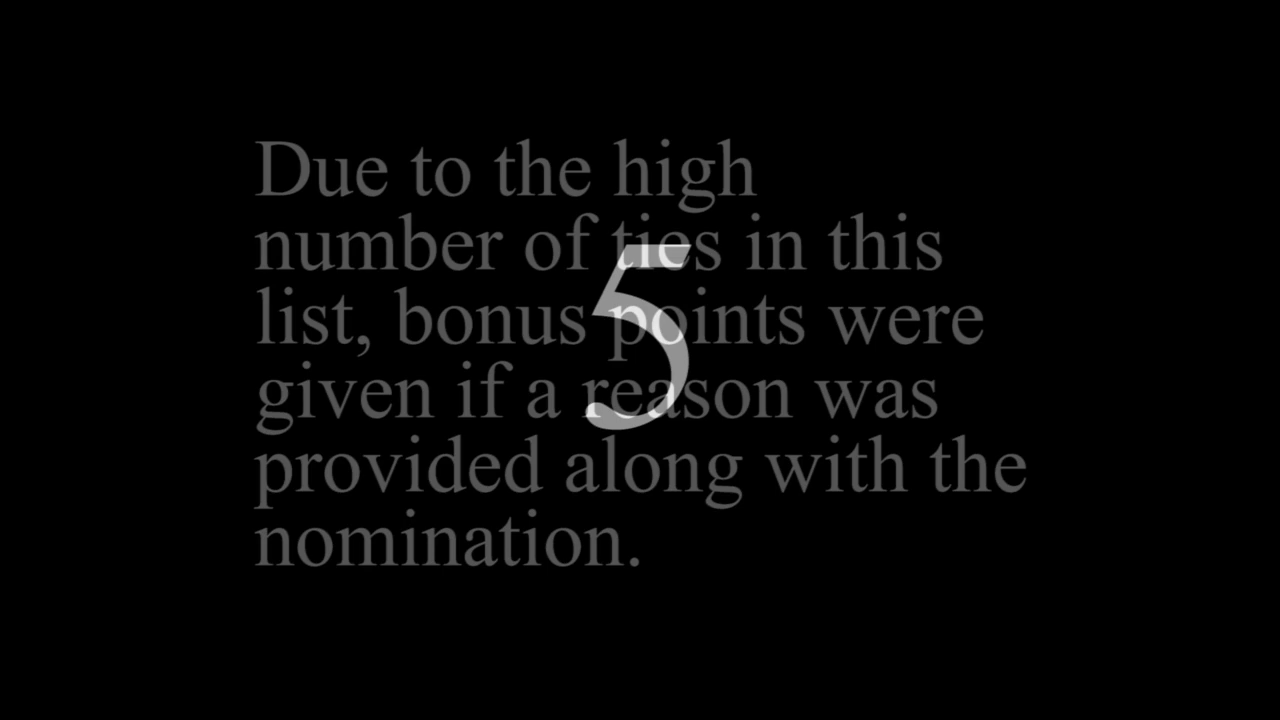 Due to the high
number of ties in this
list, bonus points were
given if a reason was
provided along with the
nomination.
5